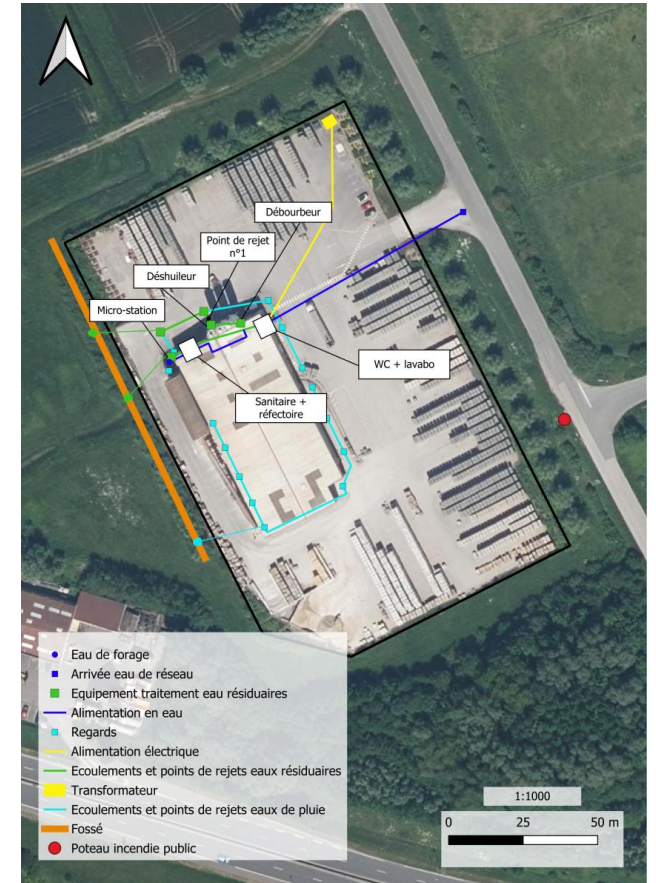 Débourbeur
Point de rejet
n°1
Déshuileur
Micro-station
WC + lavabo
Sanitaire +
réfectoire
Eau de forage
Arrivée eau de réseau
Equipement traitement eau résiduaires
Alimentation en eau
Regards
Alimentation électrique
Ecoulements et points de rejets eaux résiduaires
Transformateur
Ecoulements et points de rejets eaux de pluie
Fossé
Poteau incendie public
1:1000
0 25 50 m